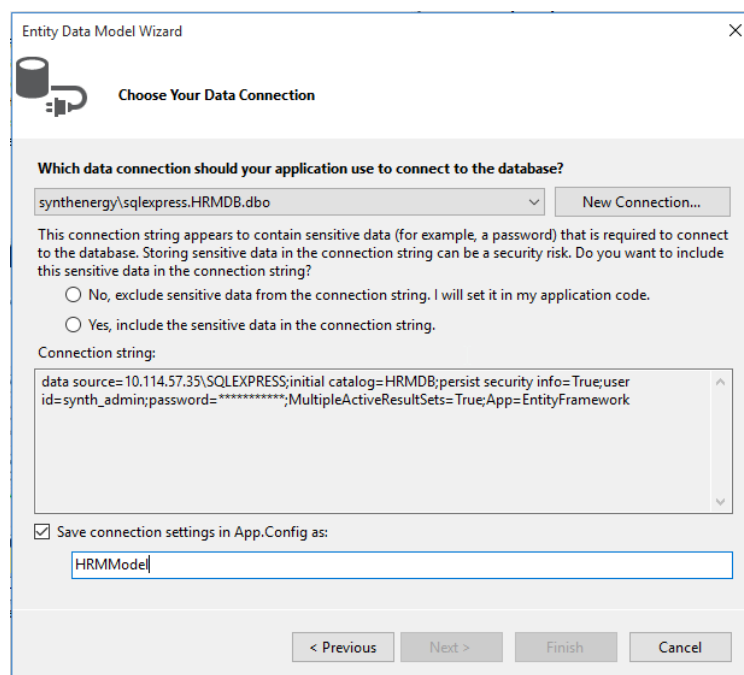 Entity Data Model Wizard
Choose Your Data Connection
Which data connection should your application use to connect to the database?
synthenergy\sqlexpress.HRMDB.dbo
New Connection...
This connection string appears to contain sensitive data (for example, a password) that is required to connect
to the database. Storing sensitive data in the connection string can be a security risk. Do you want to include
this sensitive data in the connection string?
No, exclude sensitive data from the connection string. I will set it in my application code.
Yes, include the sensitive data in the connection string.
Connection string:
data source=10.114.57.35\SQLEXPRESS;initial catalog=HRMDB;persist security info=True;user
id=synth_admin;password=***********;MultipleActiveResultSets=True;App=EntityFramework
Save connection settings in App.Config as:
HRMModel
< Previous
Next >
Finish
Cancel